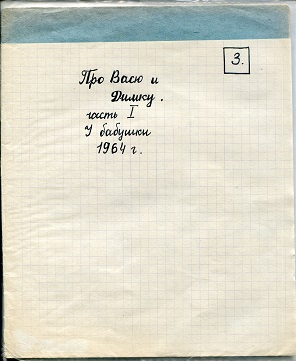 3.
Про Васю и
Димку.
часть I
У бабушки
1964 г.